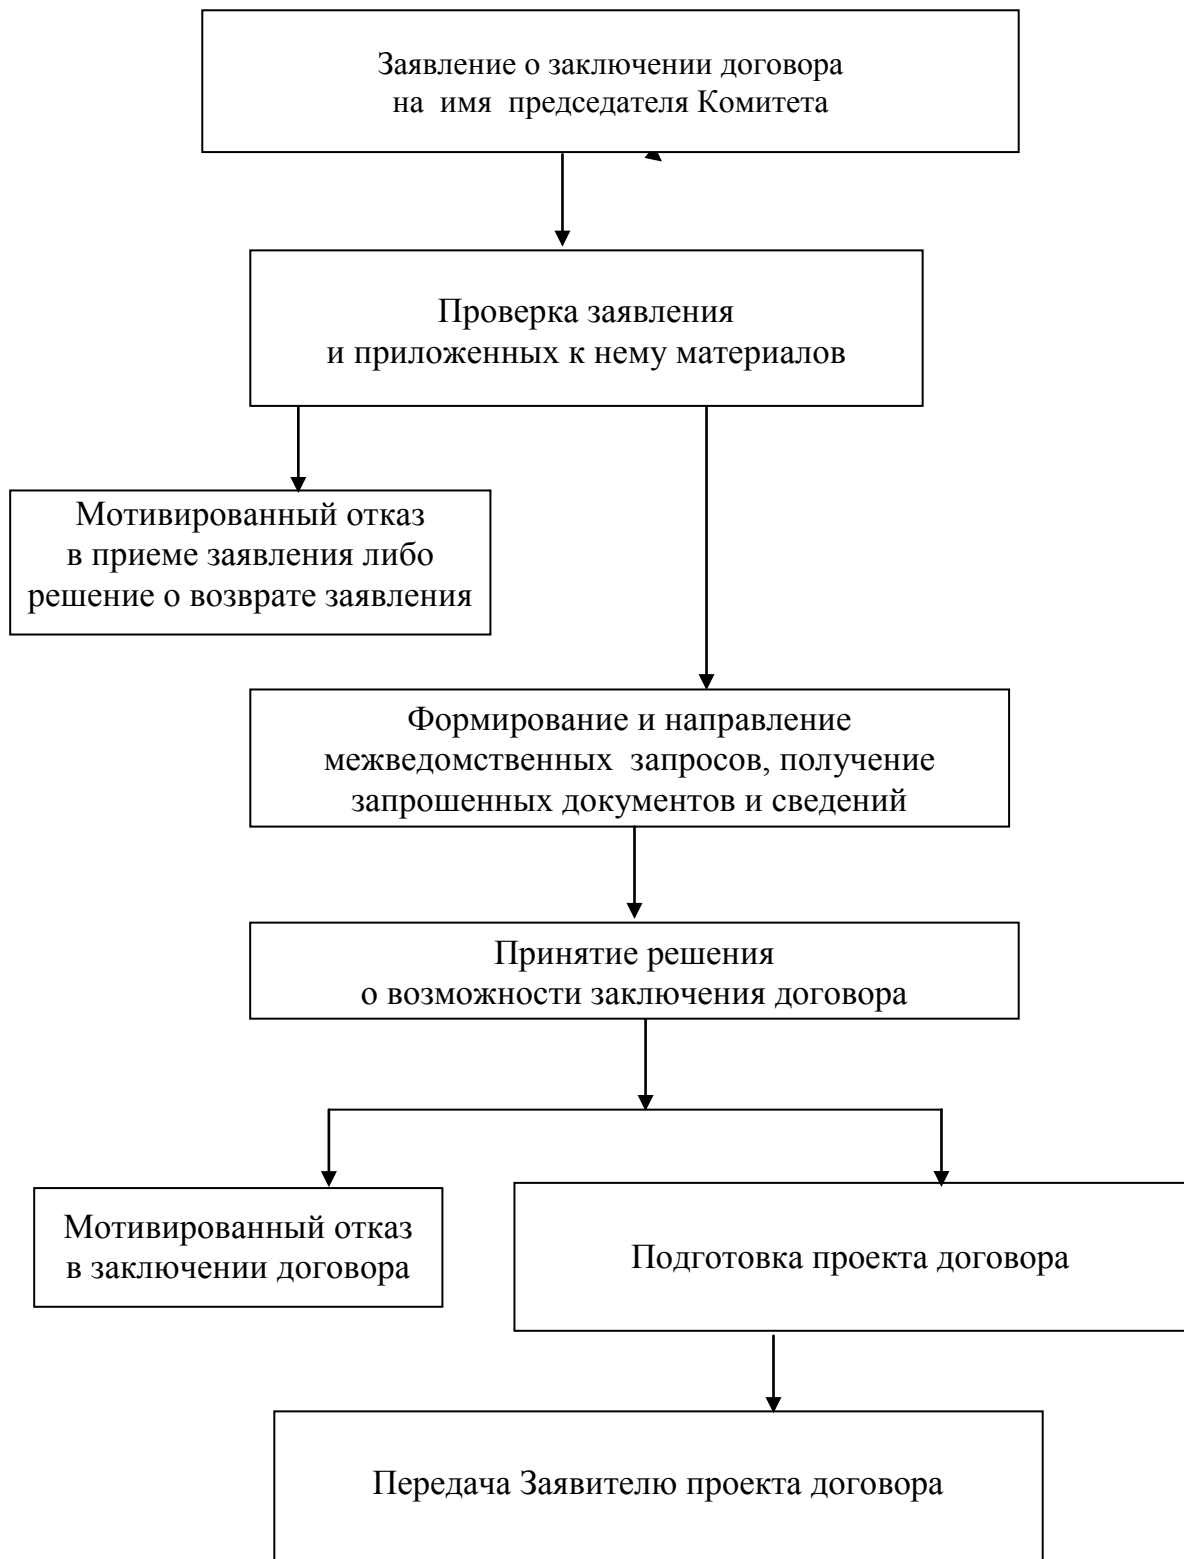 Заявление о заключении договора
на имя председателя Комитета
Проверка заявления
и приложенных к нему материалов
Мотивированный отказ
в приеме заявления либо
решение о возврате заявления
Формирование и направление
межведомственных запросов, получение
запрошенных документов и сведений
Принятие решения
о возможности заключения договора
Мотивированный отказ
в заключении договора
Подготовка проекта договора
Передача Заявителю проекта договора